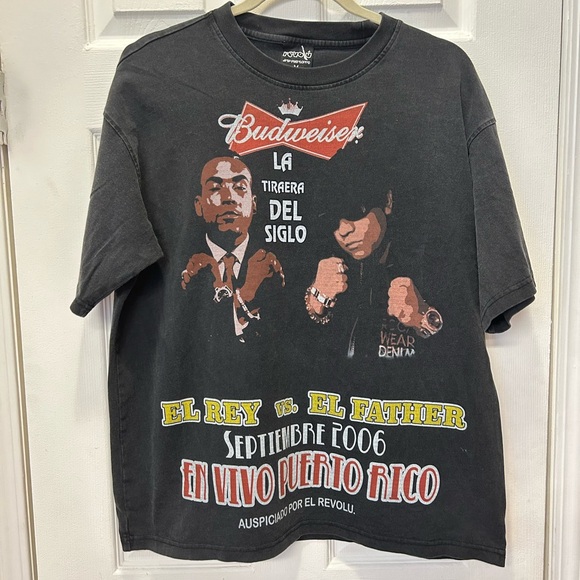 Budweiser
LA
TIRAERA
DEL
SIGLO
WEAR
DENIM
EL REY vs. EL FATHER
SEPTIEMBRE 2006
EN VIVO PUERTO RICO
AUSPICIADO POR EL REVOLU.